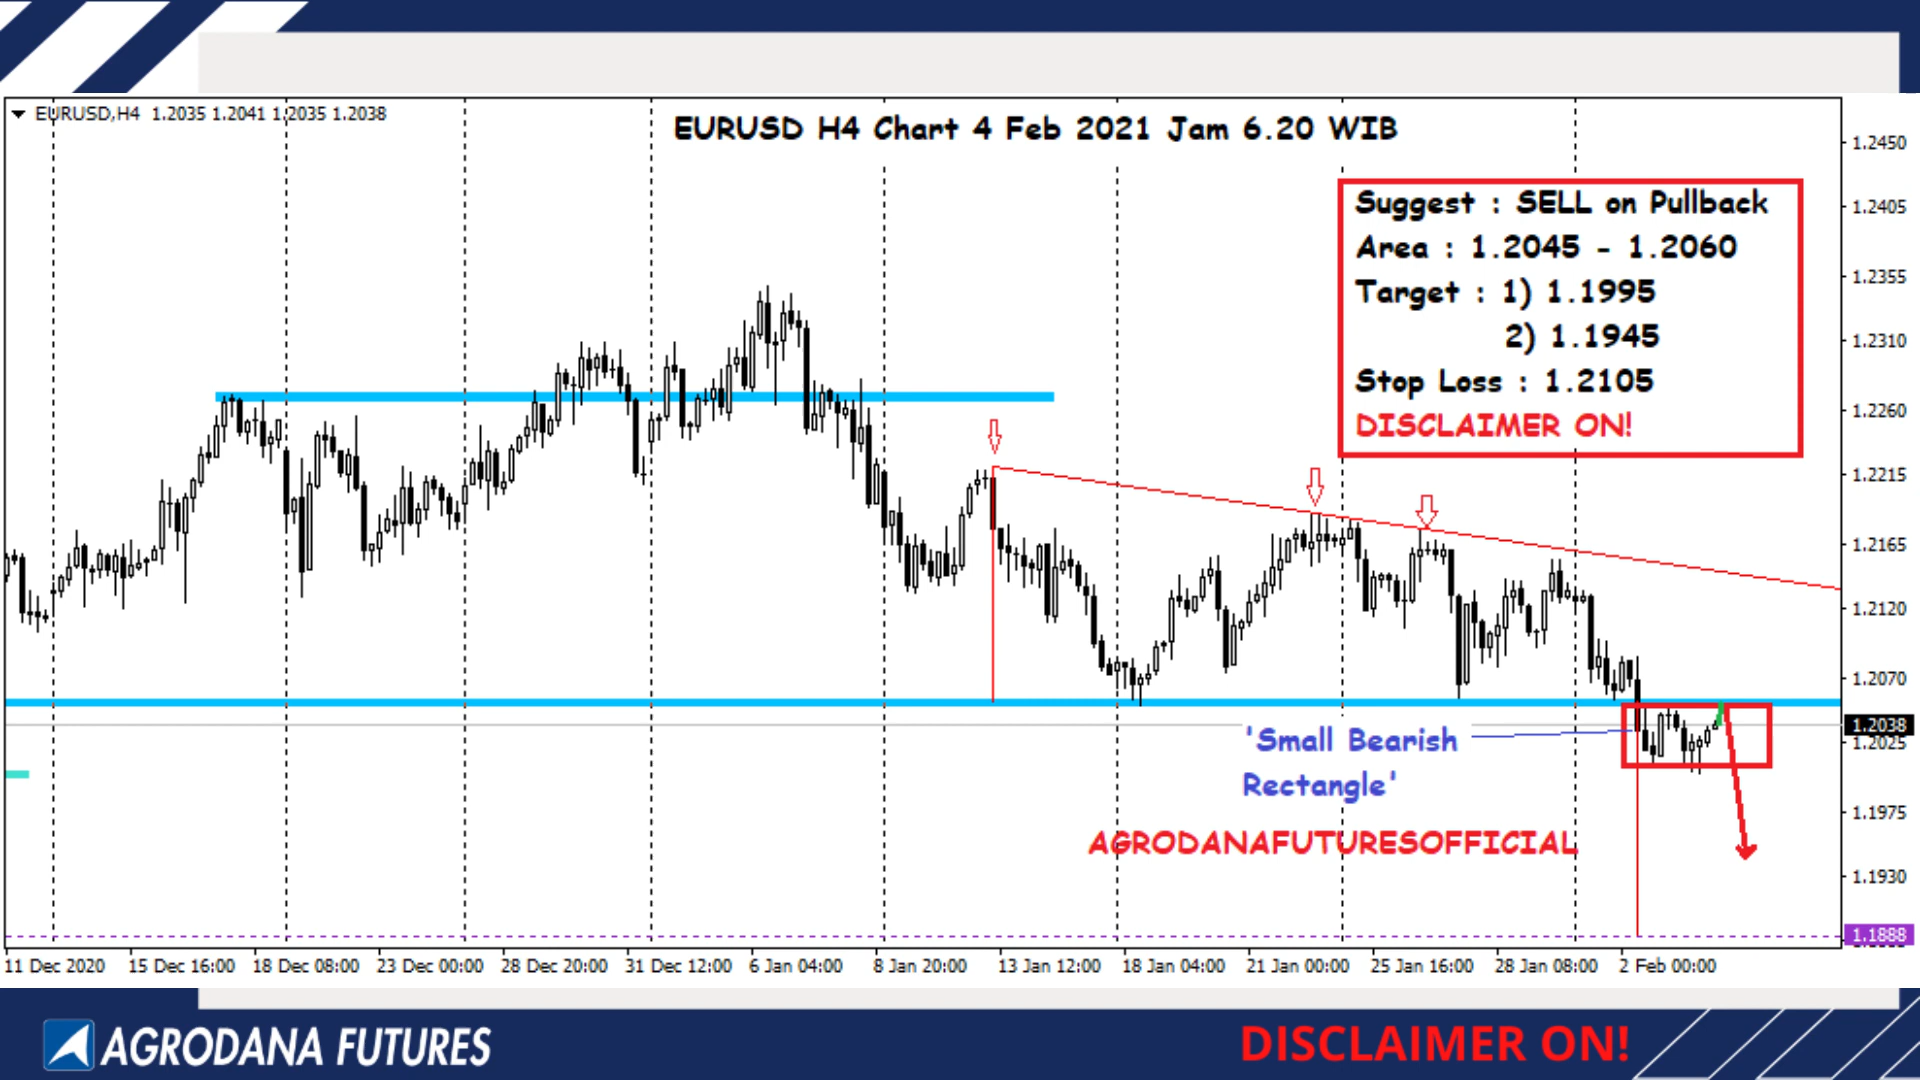 EURUSD,H4 1.2035 1.2041 1.2035 1.2038
EURUSD H4 Chart 4 Feb 2021 Jam 6.20 WIB
Suggest : SELL on Pullback
Area : 1.2045 - 1.2060
Target : 1) 1.1995
2) 1.1945
Stop Loss : 1.2105
DISCLAIMER ON!
1.2450
1.2405
1.2355
1.2310
1.2260
1.2215
1.2165
1.2120
1.2070
1.2038
1.2025
1.1975
1.1930
1.1888
'Small Bearish
Rectangle'
AGRODANAFUTURESOFFICIAL
11 Dec 2020 15 Dec 16:00 18 Dec 08:00 23 Dec 00:00 28 Dec 20:00 31 Dec 12:00 6 Jan 04:00 8 Jan 20:00 13 Jan 12:00 18 Jan 04:00 21 Jan 00:00 25 Jan 16:00 28 Jan 08:00 2 Feb 00:00
AGRODANA FUTURES
DISCLAIMER ON!